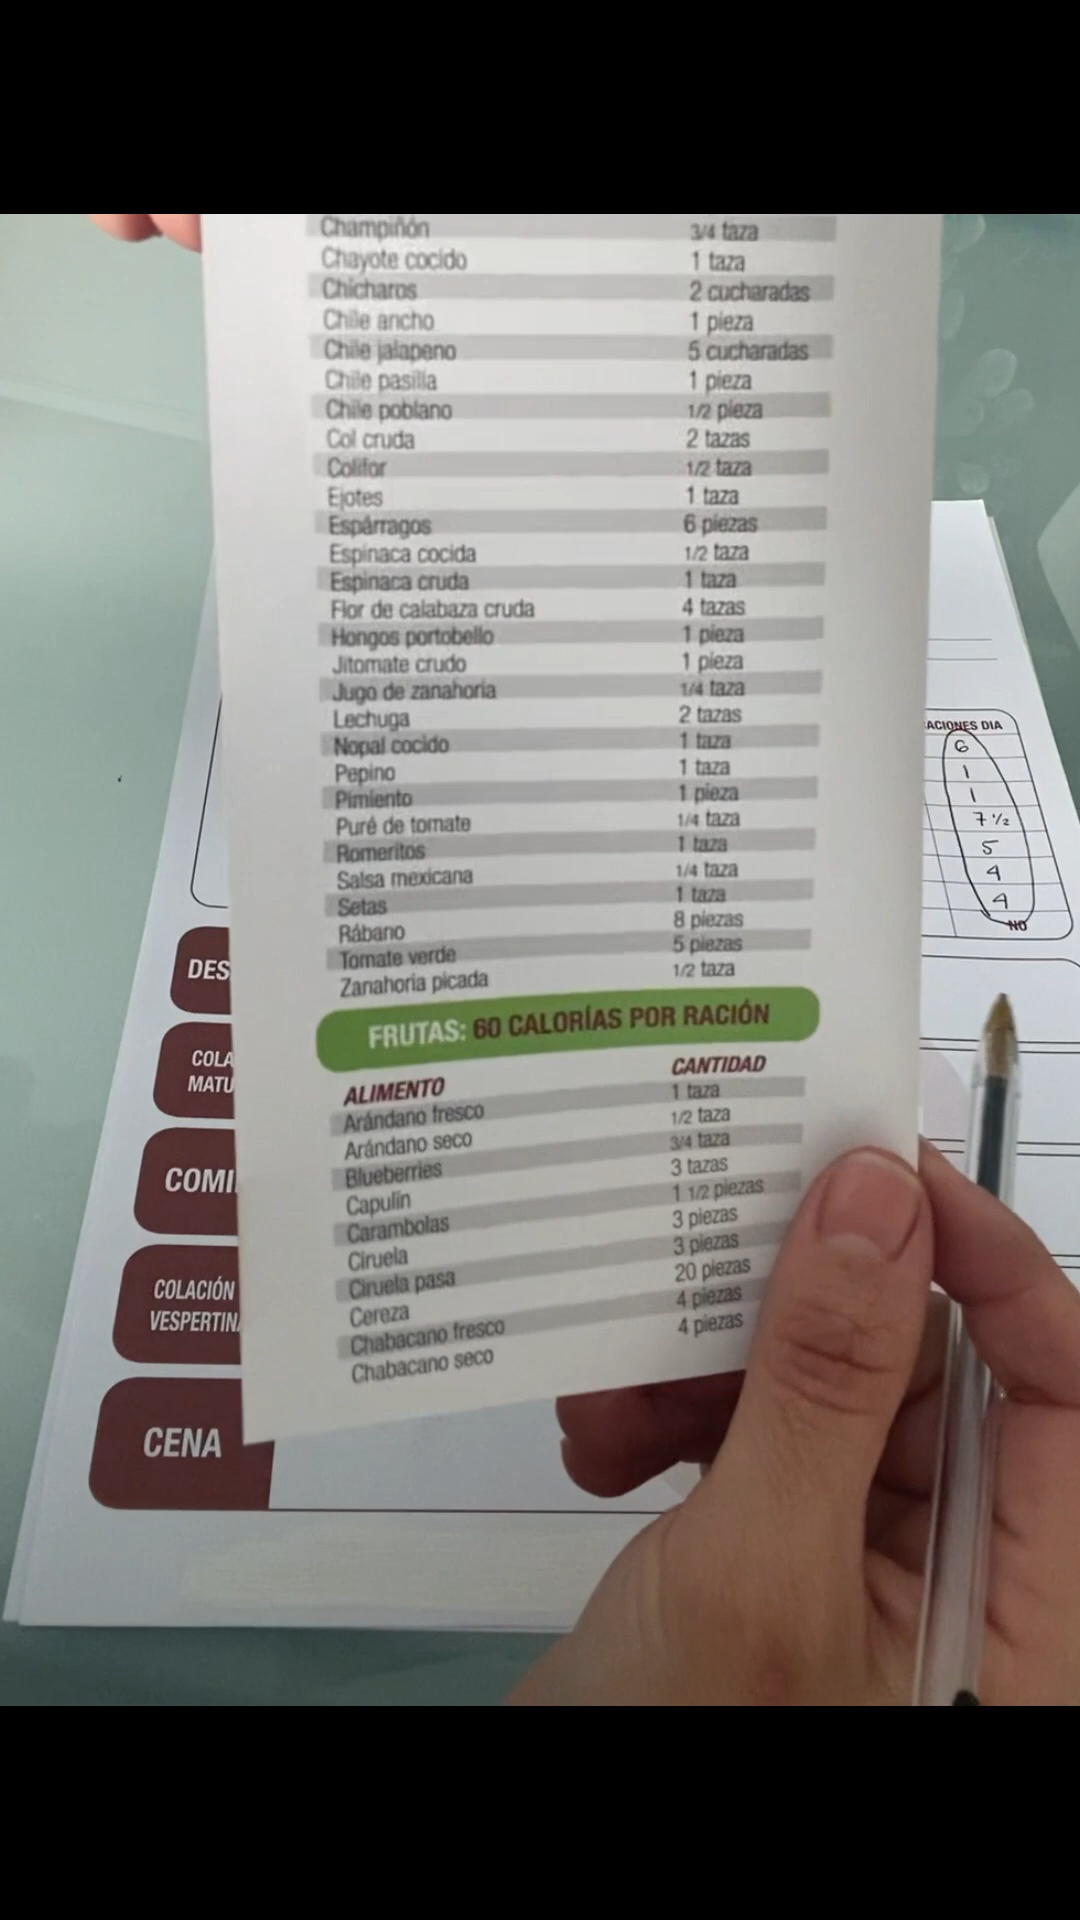 Champiñón 3/4 taza
Chayote cocido 1 taza
Chícharos 2 cucharadas
Chile ancho 1 pieza
Chile jalapeno 5 cucharadas
Chile pasilla 1 pieza
Chile poblano 1/2 pieza
Col cruda 2 tazas
Colifor 1/2 taza
Ejotes 1 taza
Espárragos 6 piezas
Espinaca cocida 1/2 taza
Espinaca cruda 1 taza
Flor de calabaza cruda 4 tazas
Hongos portobello 1 pieza
Jitomate crudo 1 pieza
Jugo de zanahoria 1/4 taza
Lechuga 2 tazas
Nopal cocido 1 taza
Pepino 1 taza
Pimiento 1 pieza
Puré de tomate 1/4 taza
Romeritos 1 taza
Salsa mexicana 1/4 taza
Setas 1 taza
Rábano 8 piezas
Tomate verde 5 piezas
Zanahoria picada 1/2 taza
FRUTAS: 60 CALORÍAS POR RACIÓN
ALIMENTO CANTIDAD
Arándano fresco 1 taza
Arándano seco 1/2 taza
Blueberries 3/4 taza
Capulín 3 tazas
Carambolas 1 1/2 piezas
Ciruela 3 piezas
Ciruela pasa 3 piezas
Cereza 20 piezas
Chabacano fresco 4 piezas
Chabacano seco 4 piezas
ACIONES DIA
6
1
1
7 1/2
5
4
4
NO
DES
COLA
MATU
COMI
COLACIÓN
VESPERTIN
CENA